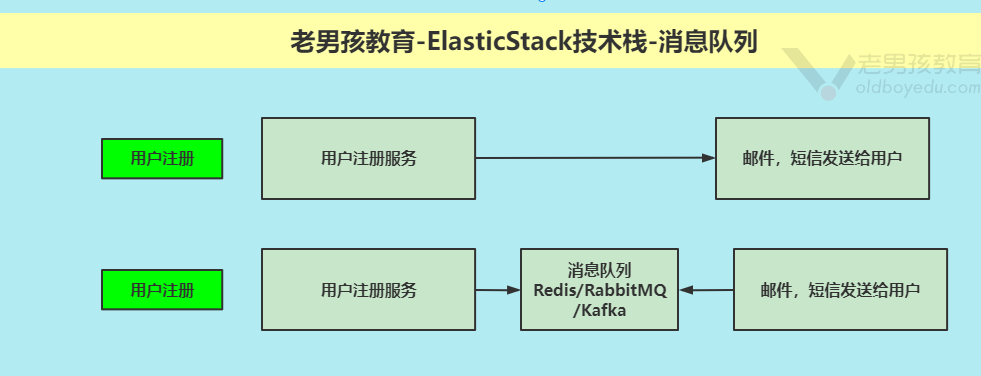 老男孩教育-ElasticStack技术栈-消息队列
老男孩教育
oldboyedu.com
用户注册
用户注册服务
邮件，短信发送给用户
用户注册
用户注册服务
消息队列
Redis/RabbitMQ
/Kafka
邮件，短信发送给用户